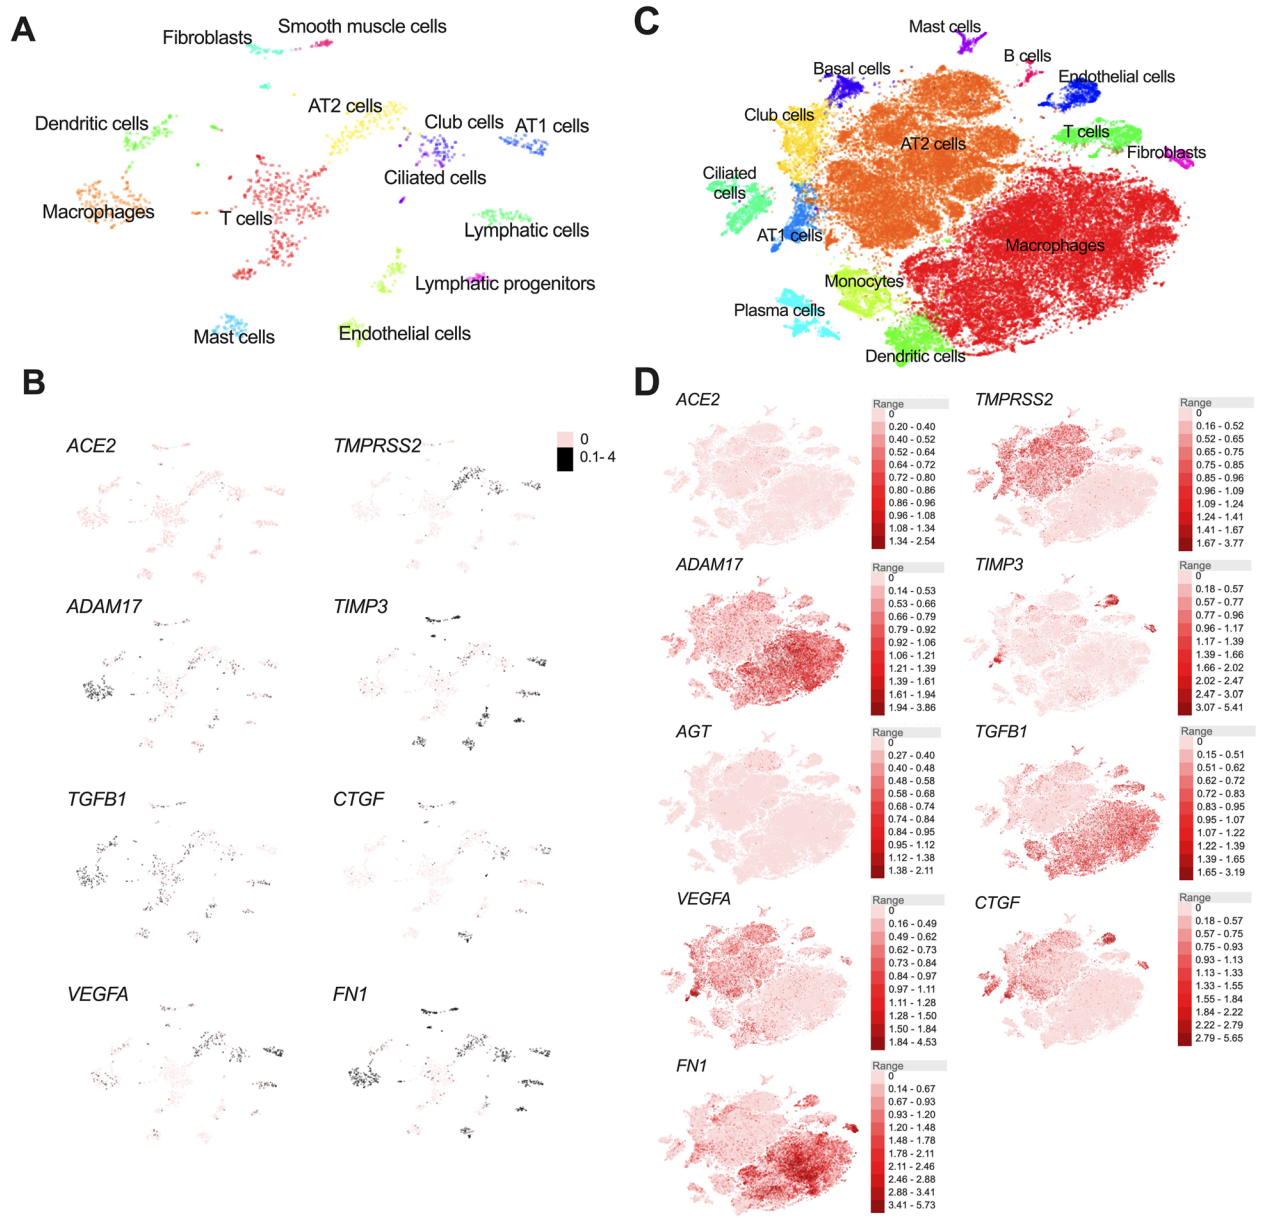 A
Fibroblasts
Smooth muscle cells
AT2 cells
Dendritic cells
Club cells
AT1 cells
Ciliated cells
Macrophages
T cells
Lymphatic cells
Lymphatic progenitors
Mast cells
Endothelial cells
B
ACE2
TMPRSS2
0
0.1- 4
ADAM17
TIMP3
TGFB1
CTGF
VEGFA
FN1
C
Mast cells
B cells
Basal cells
Endothelial cells
Club cells
T cells
AT2 cells
Fibroblasts
Ciliated
cells
AT1 cells
Macrophages
Monocytes
Plasma cells
Dendritic cells
D
ACE2
Range
0
0.20 - 0.40
0.40 - 0.52
0.52 - 0.64
0.64 - 0.72
0.72 - 0.80
0.80 - 0.86
0.86 - 0.96
0.96 - 1.08
1.08 - 1.34
1.34 - 2.54
TMPRSS2
Range
0
0.16 - 0.52
0.52 - 0.65
0.65 - 0.75
0.75 - 0.85
0.85 - 0.96
0.96 - 1.09
1.09 - 1.24
1.24 - 1.41
1.41 - 1.67
1.67 - 3.77
ADAM17
Range
0
0.14 - 0.53
0.53 - 0.66
0.66 - 0.79
0.79 - 0.92
0.92 - 1.06
1.06 - 1.21
1.21 - 1.39
1.39 - 1.61
1.61 - 1.94
1.94 - 3.86
TIMP3
Range
0
0.18 - 0.57
0.57 - 0.77
0.77 - 0.96
0.96 - 1.17
1.17 - 1.39
1.39 - 1.66
1.66 - 2.02
2.02 - 2.47
2.47 - 3.07
3.07 - 5.41
AGT
Range
0
0.27 - 0.40
0.40 - 0.48
0.48 - 0.58
0.58 - 0.68
0.68 - 0.74
0.74 - 0.84
0.84 - 0.95
0.95 - 1.12
1.12 - 1.38
1.38 - 2.11
TGFB1
Range
0
0.15 - 0.51
0.51 - 0.62
0.62 - 0.72
0.72 - 0.83
0.83 - 0.95
0.95 - 1.07
1.07 - 1.22
1.22 - 1.39
1.39 - 1.65
1.65 - 3.19
VEGFA
Range
0
0.16 - 0.49
0.49 - 0.62
0.62 - 0.73
0.73 - 0.84
0.84 - 0.97
0.97 - 1.11
1.11 - 1.28
1.28 - 1.50
1.50 - 1.84
1.84 - 4.53
CTGF
Range
0
0.18 - 0.57
0.57 - 0.75
0.75 - 0.93
0.93 - 1.13
1.13 - 1.33
1.33 - 1.55
1.55 - 1.84
1.84 - 2.22
2.22 - 2.79
2.79 - 5.65
FN1
Range
0
0.14 - 0.67
0.67 - 0.93
0.93 - 1.20
1.20 - 1.48
1.48 - 1.78
1.78 - 2.11
2.11 - 2.46
2.46 - 2.88
2.88 - 3.41
3.41 - 5.73